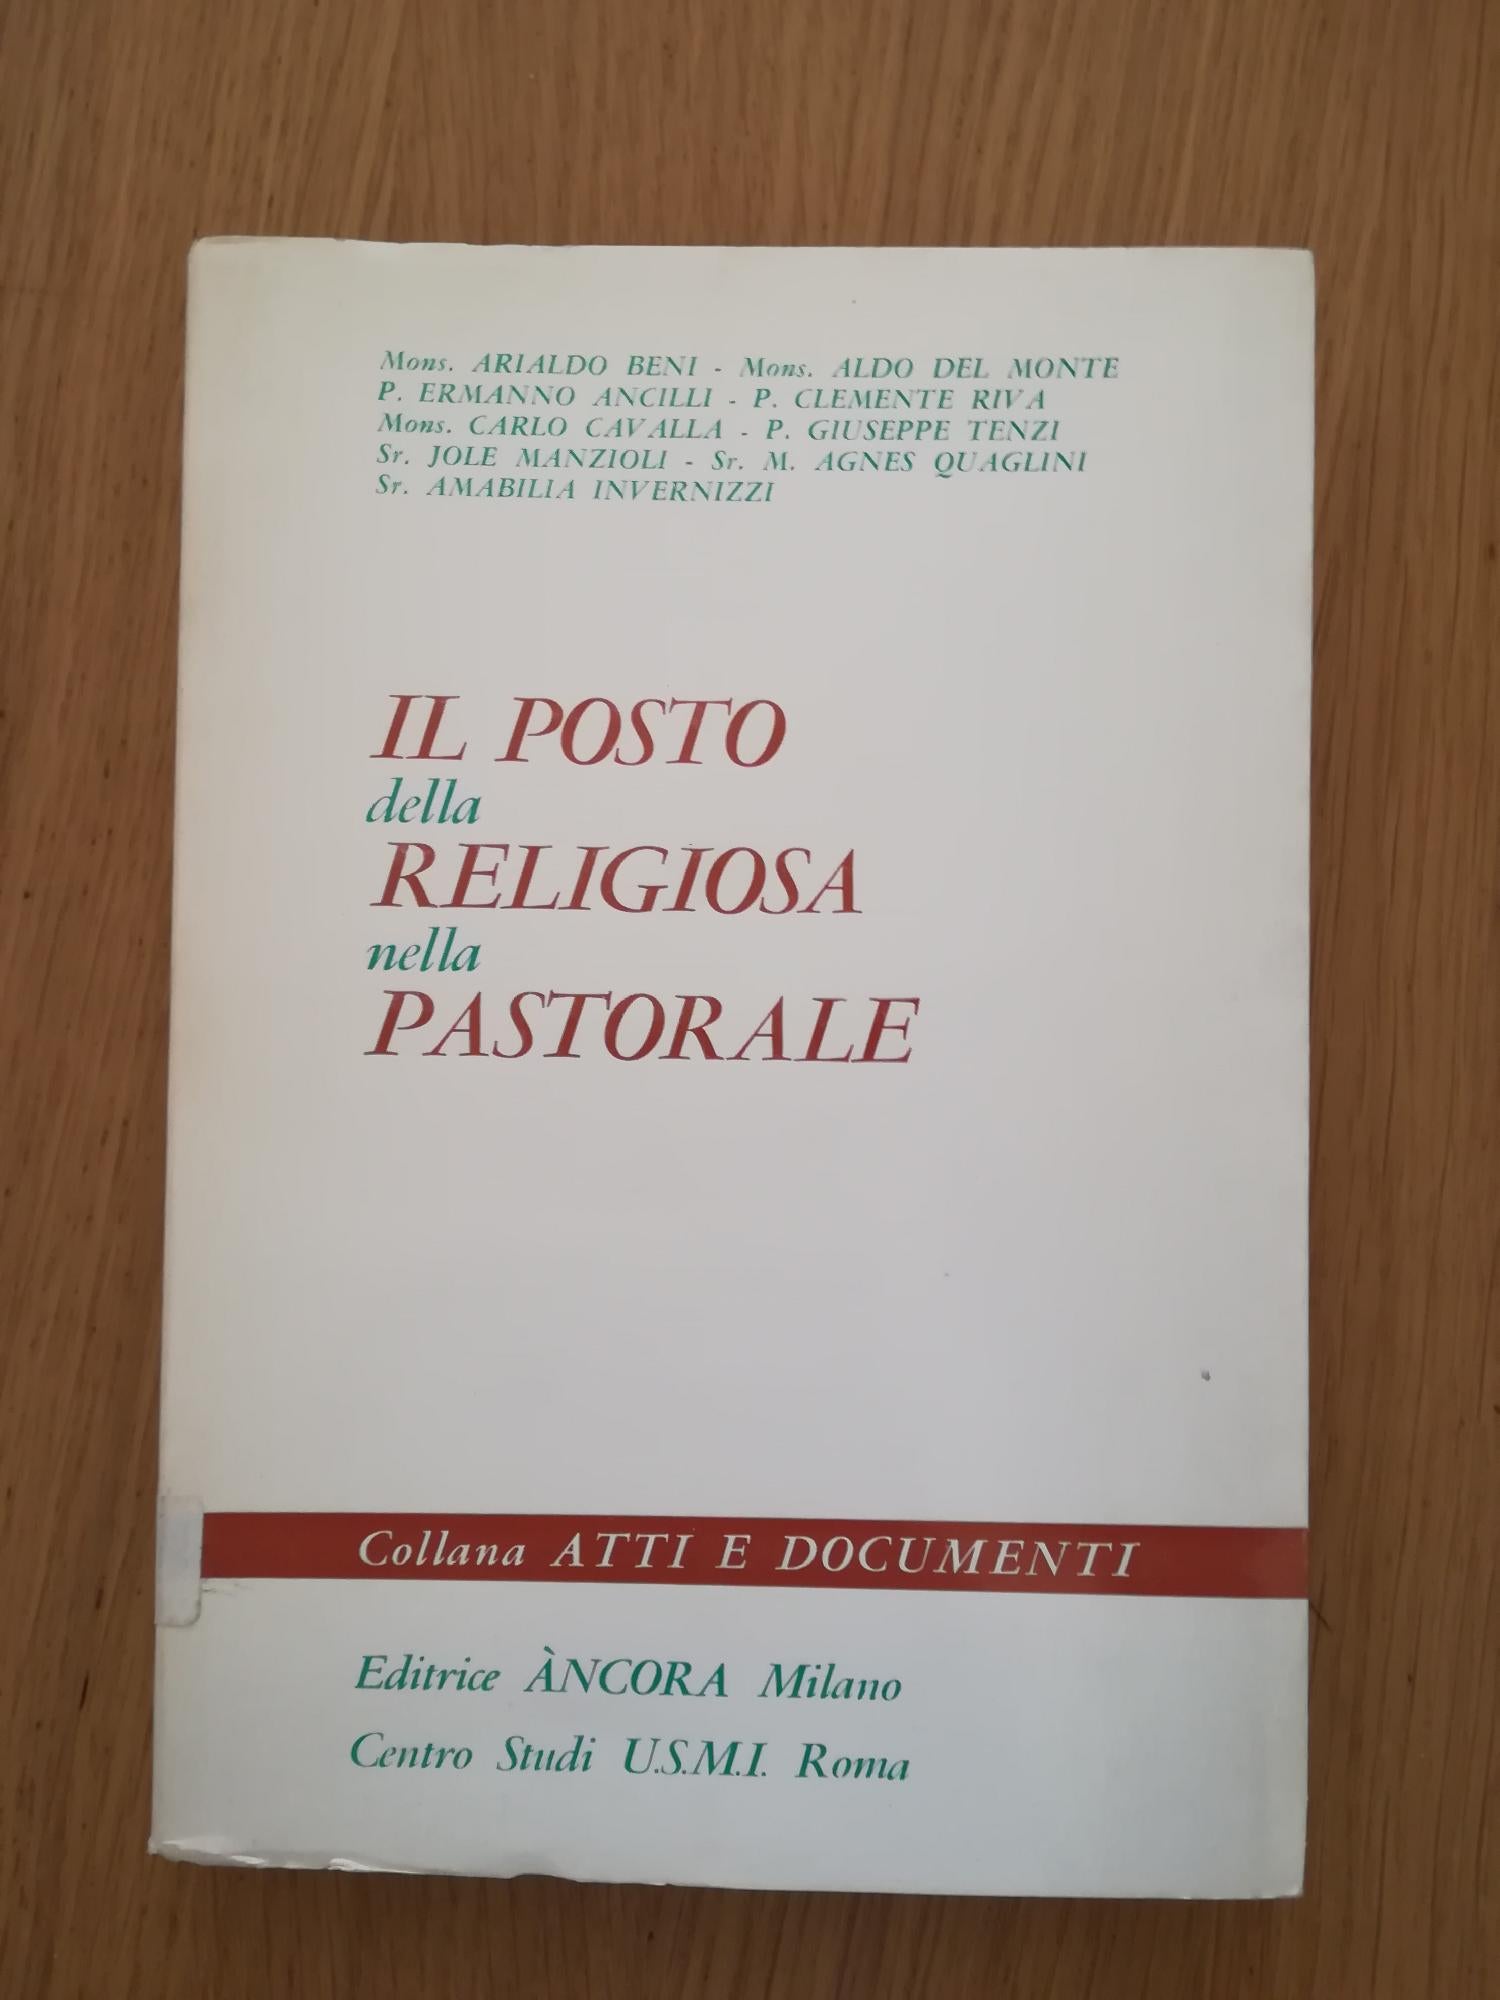 Mons. ARIALDO BENI - Mons. ALDO DEL MONTE
P. ERMANNO ANCILLI - P. CLEMENTE RIVA
Mons. CARLO CAVALLA - P. GIUSEPPE TENZI
Sr. JOLE MANZIOLI - Sr. M. AGNES QUAGLINI
Sr. AMABILIA INVERNIZZI
IL POSTO
della
RELIGIOSA
nella
PASTORALE
Collana ATTI E DOCUMENTI
Editrice ÀNCORA Milano
Centro Studi U.S.M.I. Roma